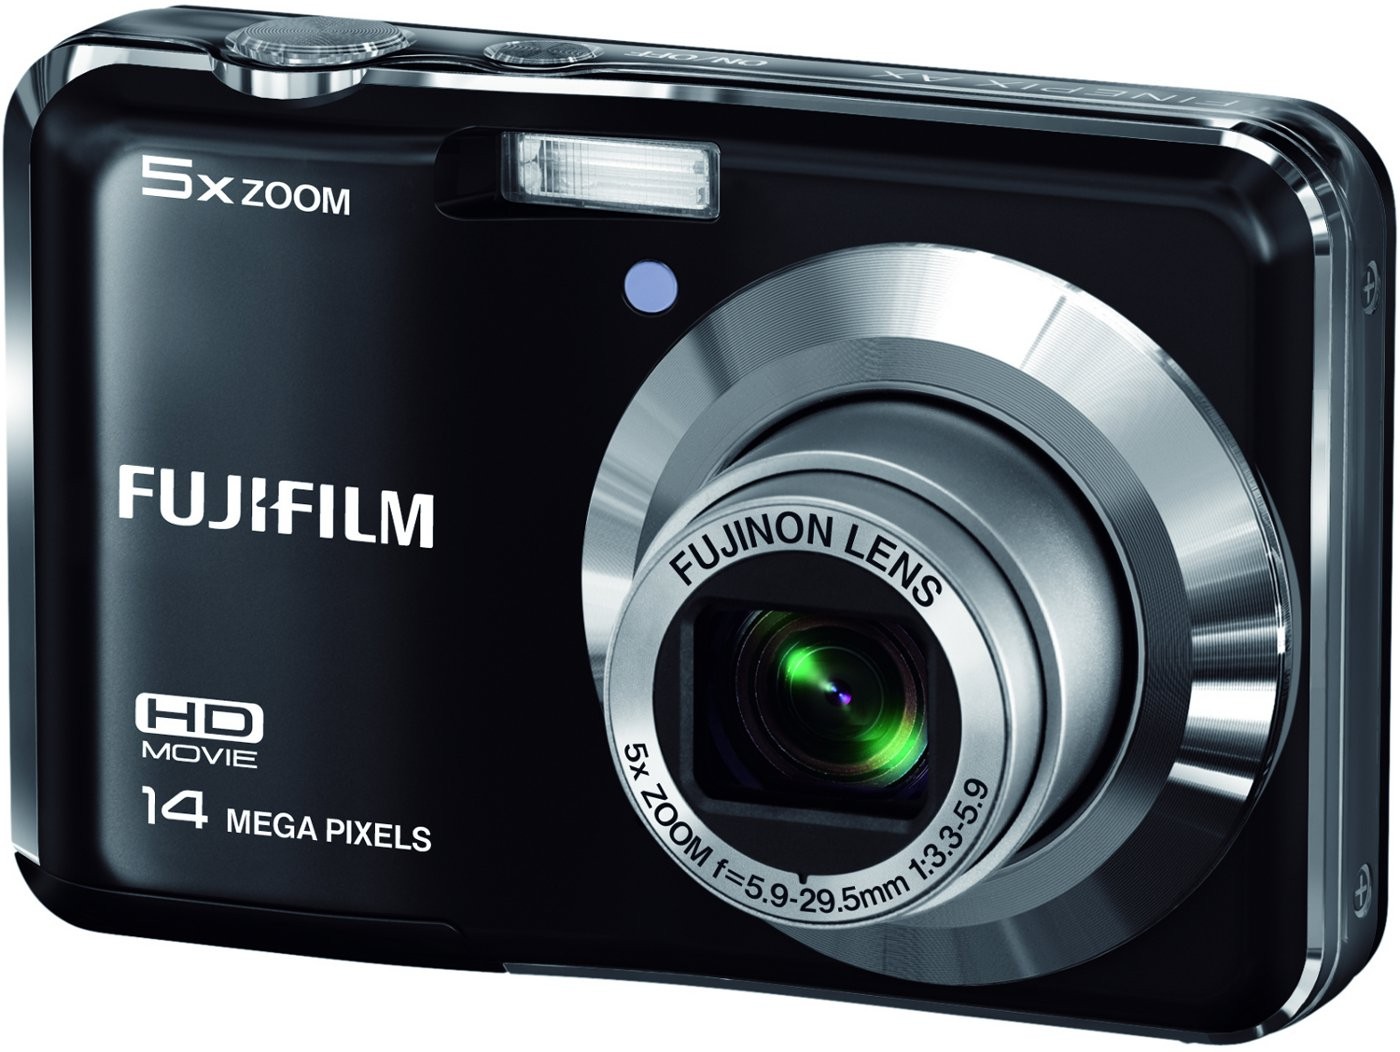 ON/OFF
FINEPIX AX
5x ZOOM
FUJIFILM
HD
MOVIE
14 MEGA PIXELS
FUJINON LENS
5x ZOOM f=5.9-29.5mm 1:3.3-5.9